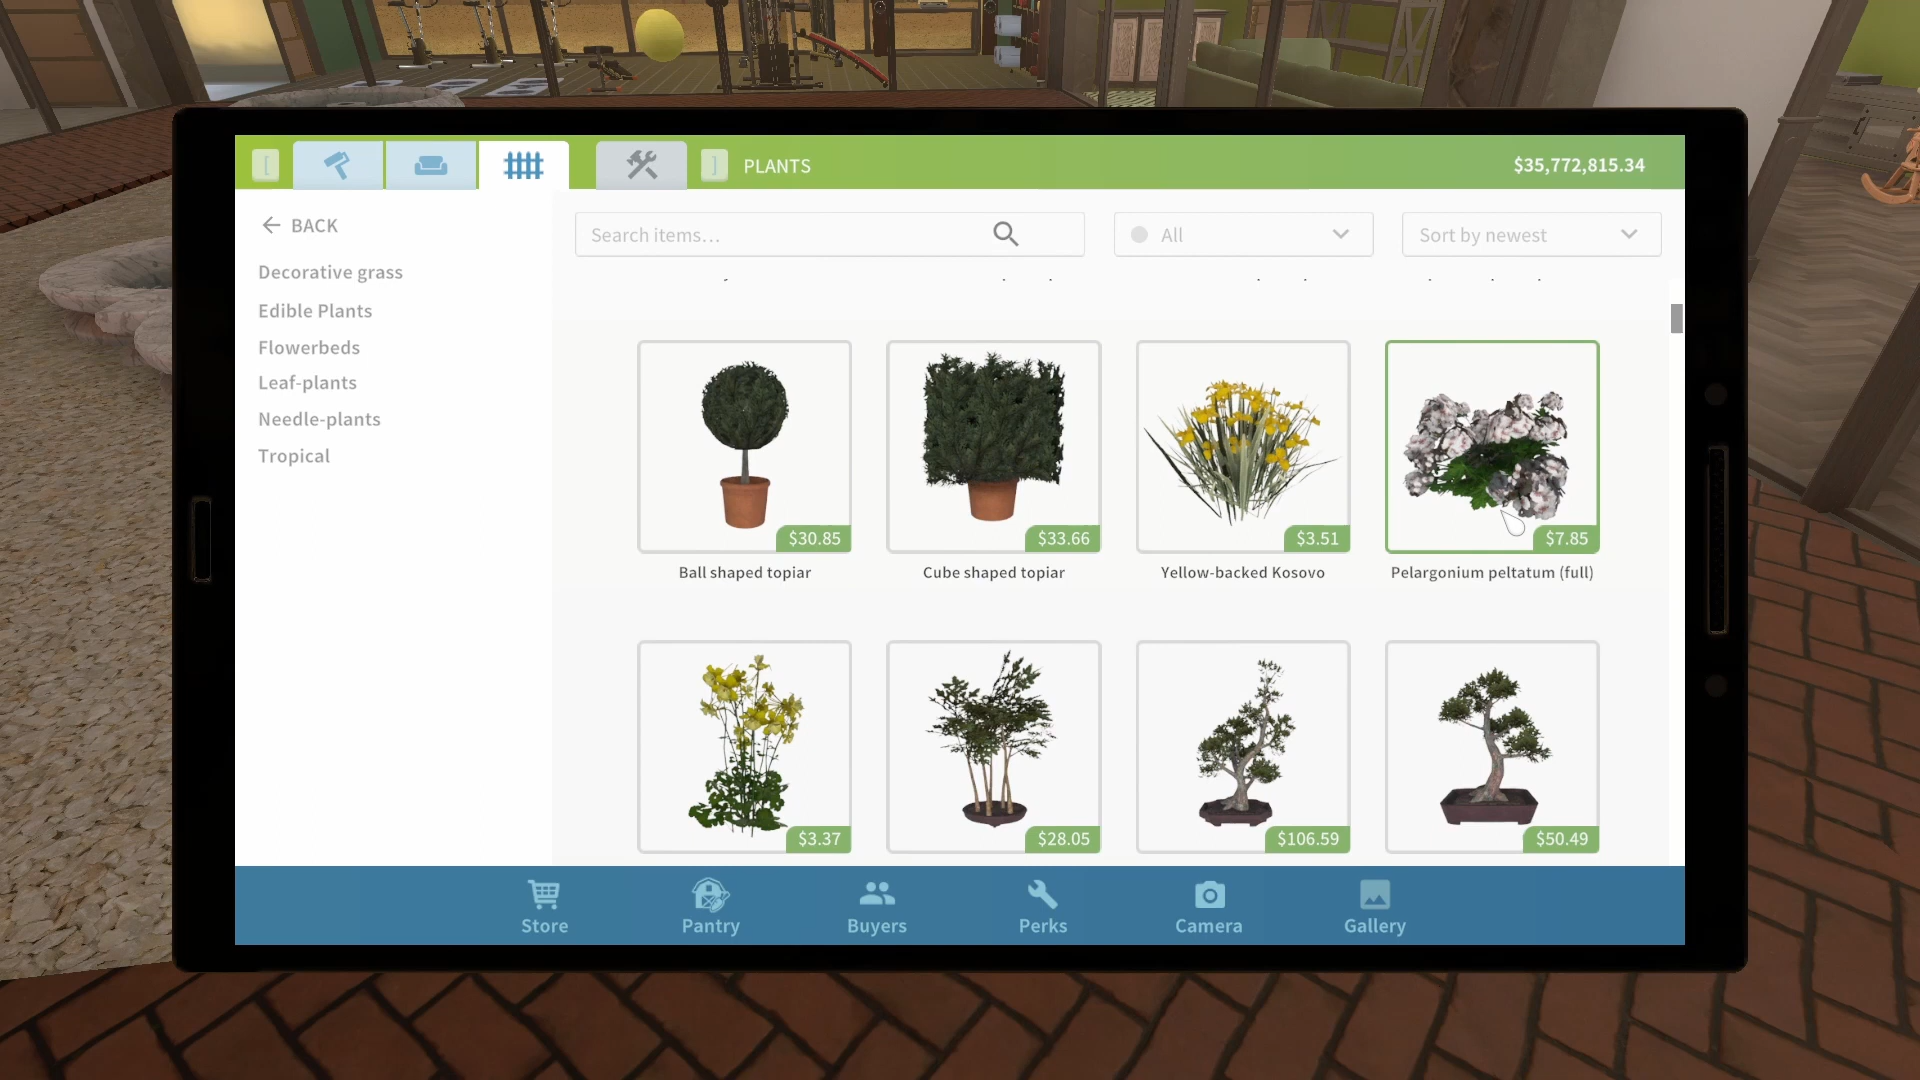 [
]
PLANTS
$35,772,815.34
BACK
Search items...
All
Sort by newest
Decorative grass
Edible Plants
Flowerbeds
Leaf-plants
Needle-plants
Tropical
$30.85
$33.66
$3.51
$7.85
Ball shaped topiar
Cube shaped topiar
Yellow-backed Kosovo
Pelargonium peltatum (full)
$3.37
$28.05
$106.59
$50.49
Store
Pantry
Buyers
Perks
Camera
Gallery